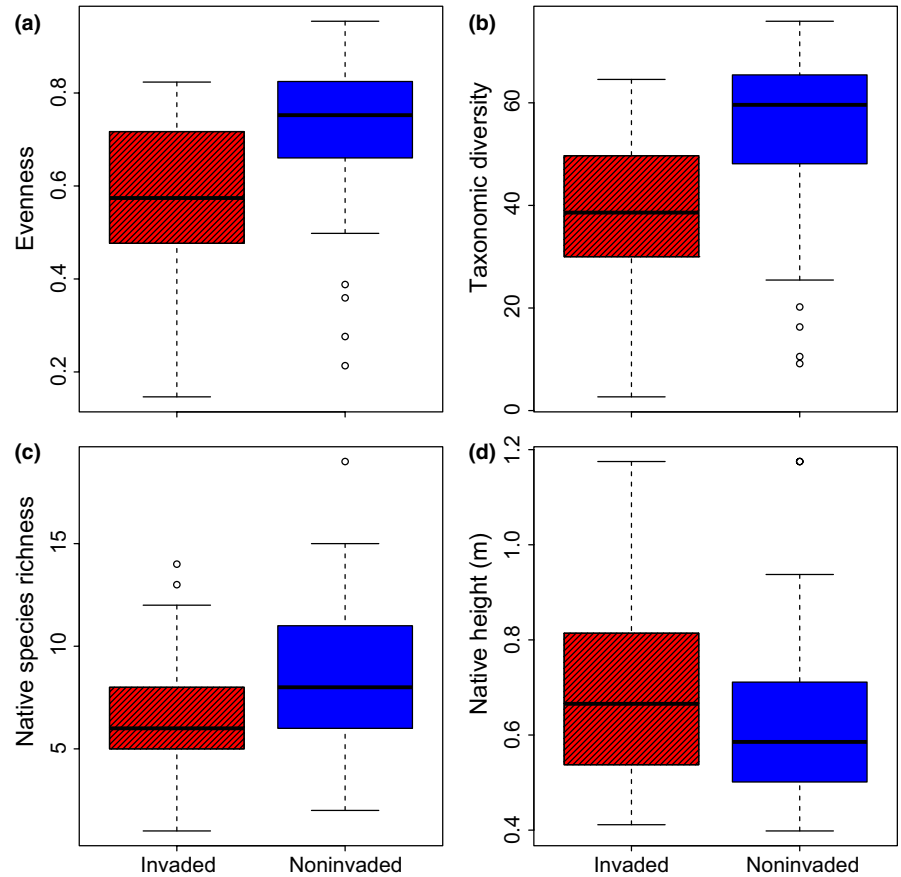 (a)
Evenness
0.8
0.6
0.4
0.2
(b)
Taxonomic diversity
60
40
20
0
(c)
Native species richness
15
10
5
Invaded
Noninvaded
(d)
Native height (m)
1.2
1.0
0.8
0.6
0.4
Invaded
Noninvaded